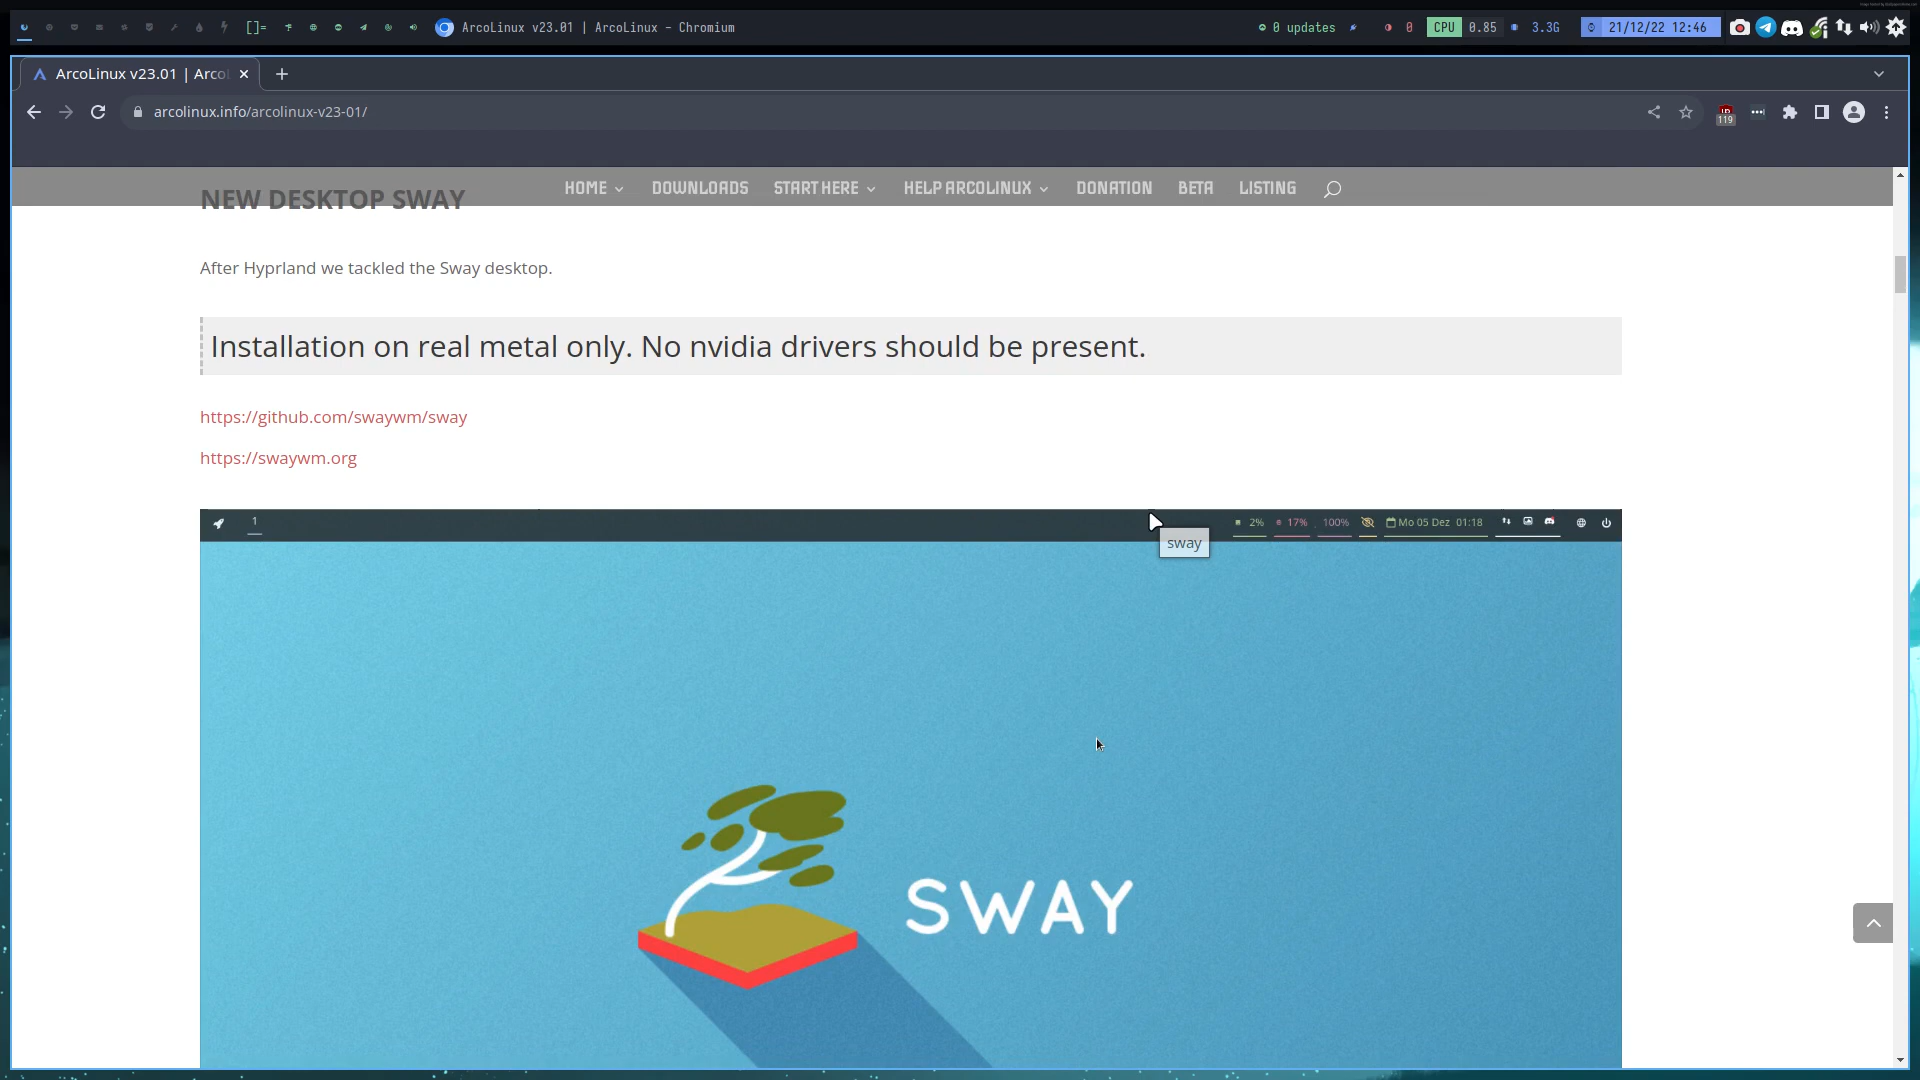 []= ArcoLinux v23.01 | ArcoLinux – Chromium 0 updates 0 CPU 0.85 3.3G 21/12/22 12:46
ArcoLinux v23.01 | Arcol
arcolinux.info/arcolinux-v23-01/ 119
NEW DESKTOP SWAY
HOME DOWNLOADS START HERE HELP ARCOLINUX DONATION BETA LISTING
After Hyprland we tackled the Sway desktop.
Installation on real metal only. No nvidia drivers should be present.
https://github.com/swaywm/sway
https://swaywm.org
1 2% 17% 100% Mo 05 Dez 01:18
sway
SWAY